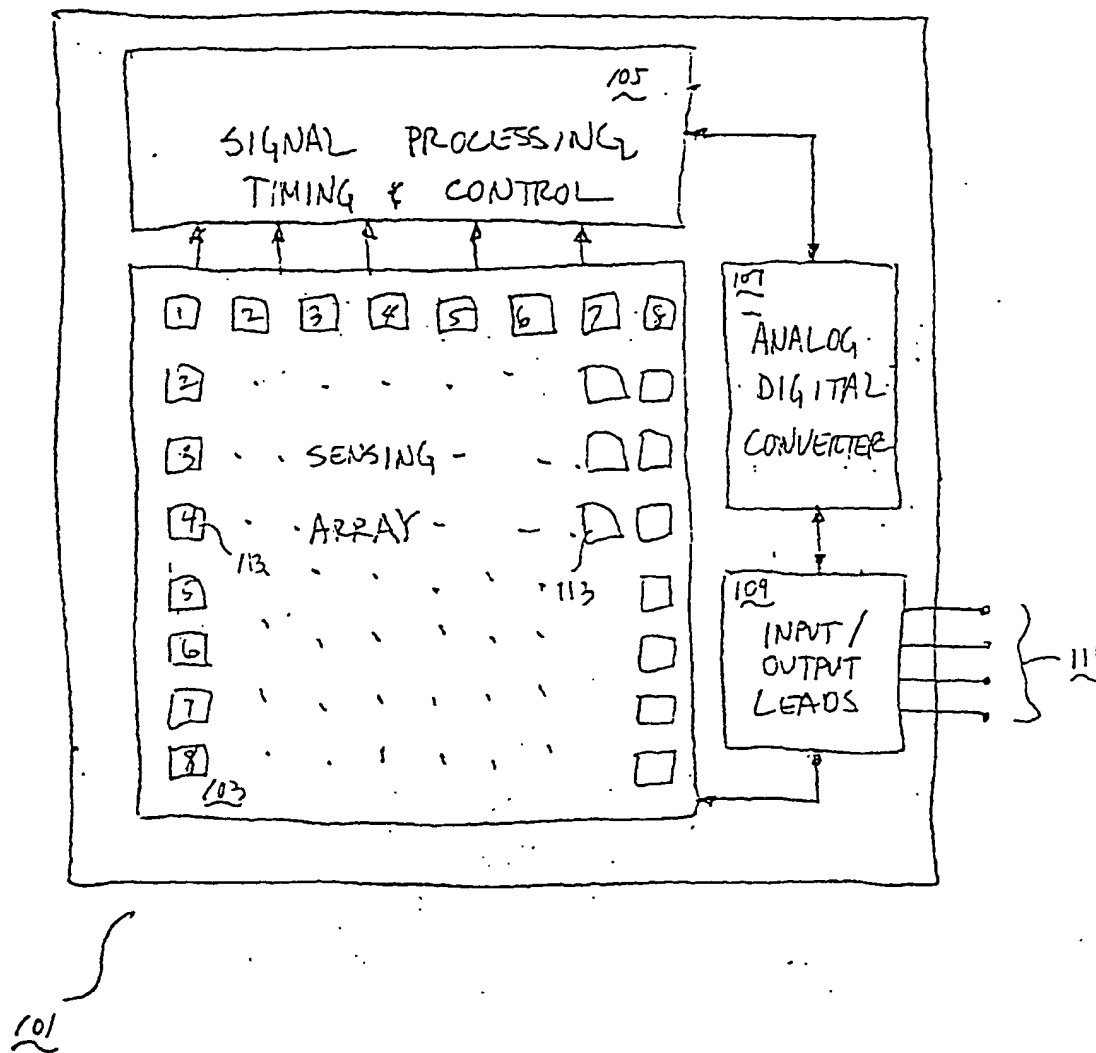 105
SIGNAL PROCESSING
TIMING & CONTROL
1 2 3 4 5 6 7 8
2
3 SENSING
4 ARRAY
113 113
5
6
7
8
103
107
ANALOG
DIGITAL
CONVERTER
109
INPUT/
OUTPUT
LEADS
101